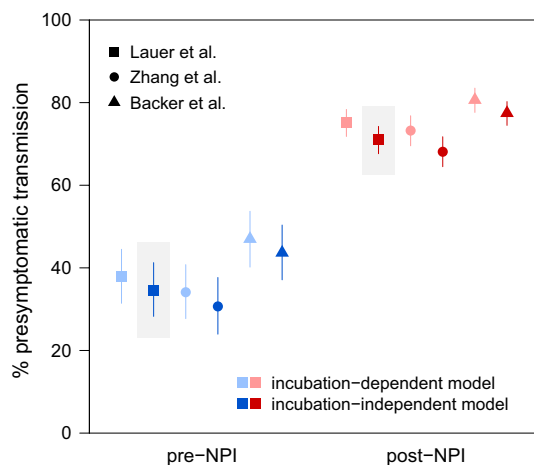 % presymptomatic transmission
100
80
60
40
20
0
Lauer et al.
Zhang et al.
Backer et al.
incubation−dependent model
incubation−independent model
pre−NPI
post−NPI